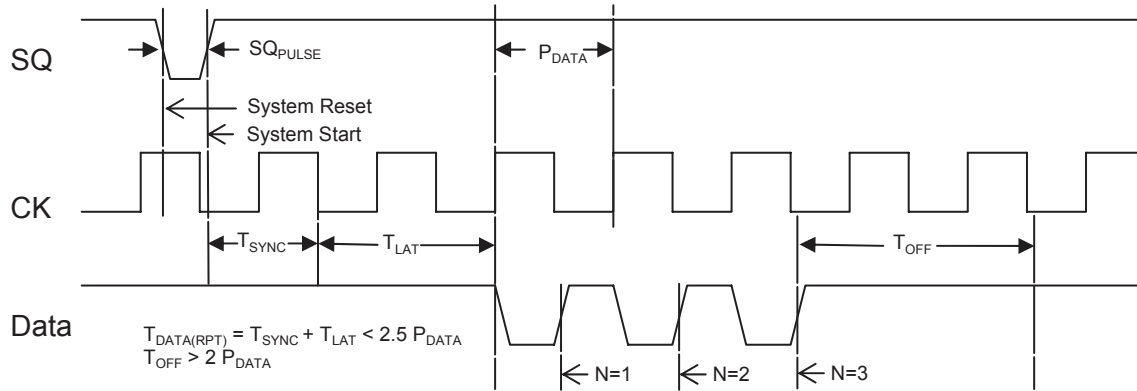 SQ
SQPULSE
PDATA
System Reset
System Start
CK
TSYNC
TLAT
TOFF
Data
TDATA(RPT) = TSYNC + TLAT < 2.5 PDATA
TOFF > 2 PDATA
N=1
N=2
N=3